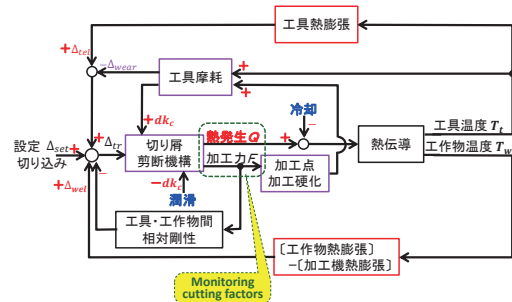 工具熱膨張
+Δtel
−Δwear
工具摩耗
+
+
+dkc
冷却
設定 Δset
切り込み
+
+
Δtr
切り屑
剪断機構
熱発生Q
加工力F
+
−
熱伝導
工具温度 Tt
工作物温度 Tw
加工点
加工硬化
+Δwel
−
−dkc
潤滑
工具・工作物間
相対剛性
〔工作物熱膨張〕
−〔加工機熱膨張〕
Monitoring
cutting factors